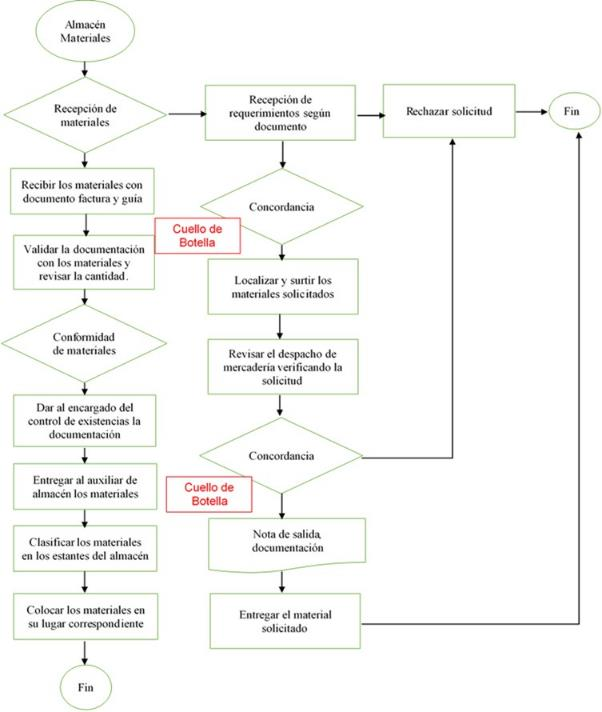 Almacén
Materiales
Recepción de
materiales
Recibir los materiales con
documento factura y guía
Validar la documentación
con los materiales y
revisar la cantidad.
Conformidad
de materiales
Dar al encargado del
control de existencias la
documentación
Entregar al auxiliar de
almacén los materiales
Clasificar los materiales
en los estantes del almacén
Colocar los materiales en
su lugar correspondiente
Fin
Recepción de
requerimientos según
documento
Concordancia
Cuello de
Botella
Localizar y surtir los
materiales solicitados
Revisar el despacho de
mercadería verificando la
solicitud
Concordancia
Cuello de
Botella
Nota de salida,
documentación
Entregar el material
solicitado
Rechazar solicitud
Fin